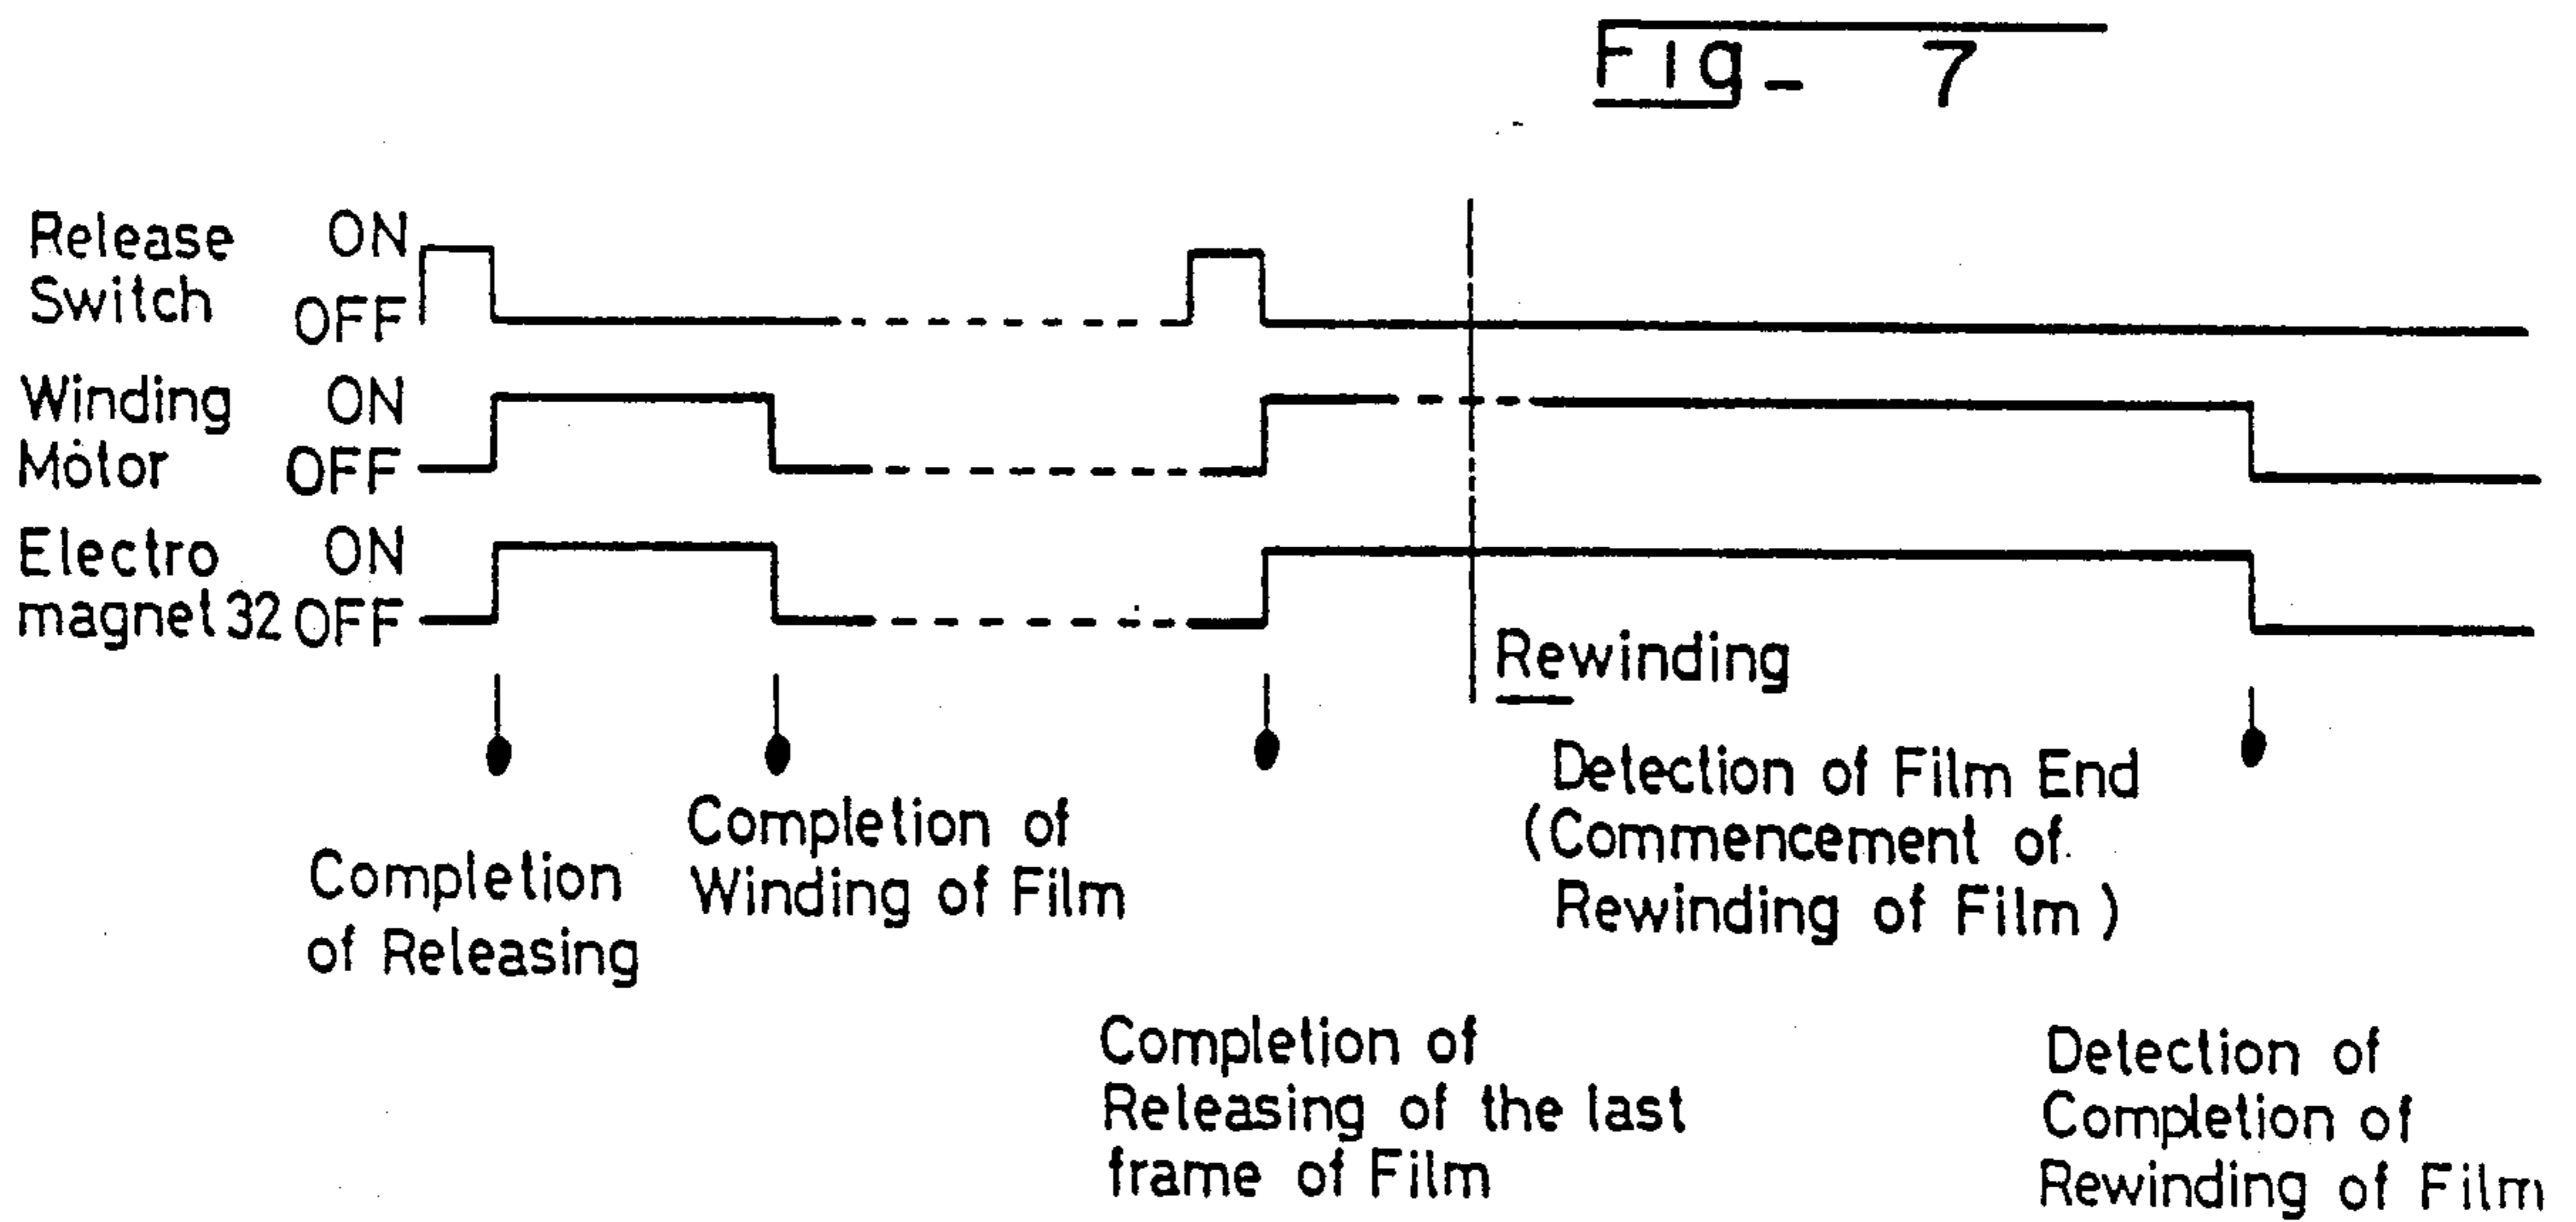 Fig- 7
Release ON
Switch OFF
Winding ON
Motor OFF
Electro ON
magnet 32 OFF
Rewinding
Detection of Film End
(Commencement of
Rewinding of Film)
Completion of
Winding of Film
Completion
of Releasing
Completion of
Releasing of the last
frame of Film
Detection of
Completion of
Rewinding of Film